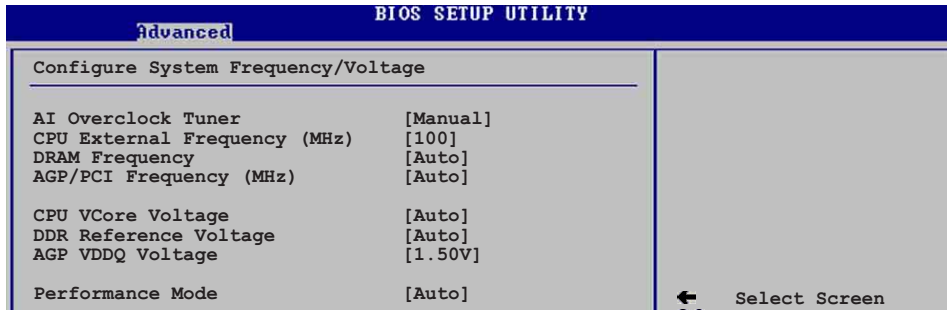 BIOS SETUP UTILITY
Advanced
Configure System Frequency/Voltage
AI Overclock Tuner [Manual]
CPU External Frequency (MHz) [100]
DRAM Frequency [Auto]
AGP/PCI Frequency (MHz) [Auto]
CPU VCore Voltage [Auto]
DDR Reference Voltage [Auto]
AGP VDDQ Voltage [1.50V]
Performance Mode [Auto]
← Select Screen